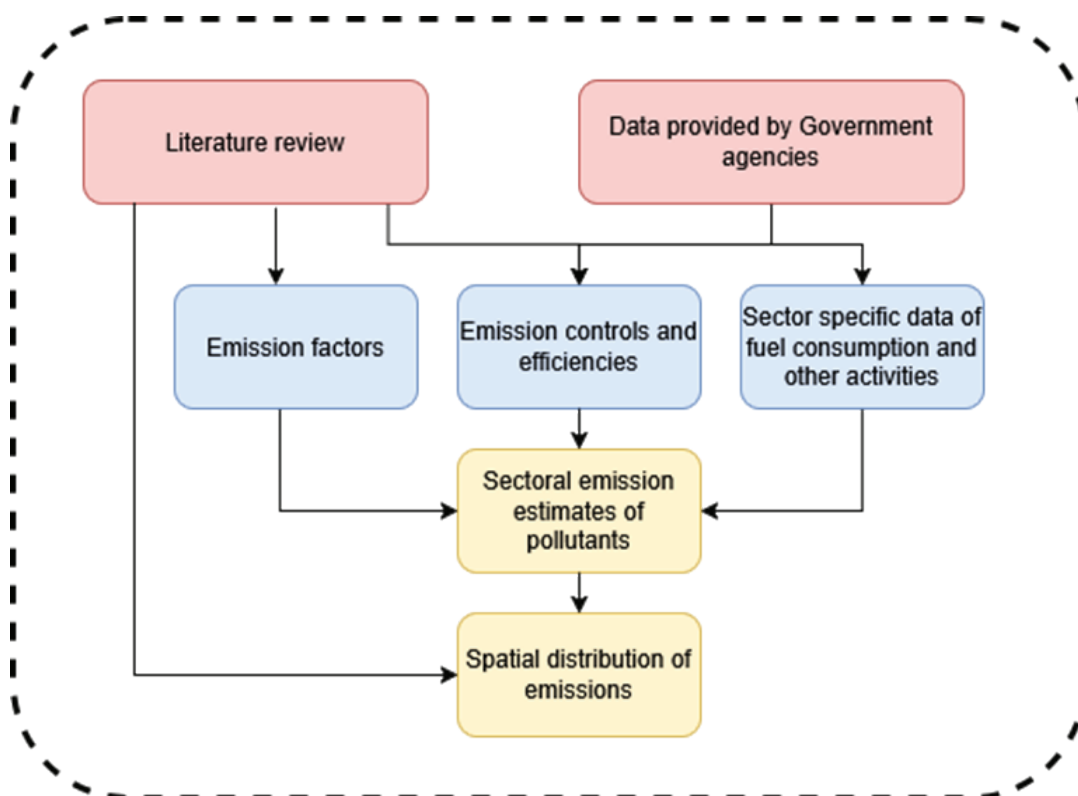 Literature review
Data provided by Government
agencies
Emission factors
Emission controls and
efficiencies
Sector specific data of
fuel consumption and
other activities
Sectoral emission
estimates of
pollutants
Spatial distribution of
emissions